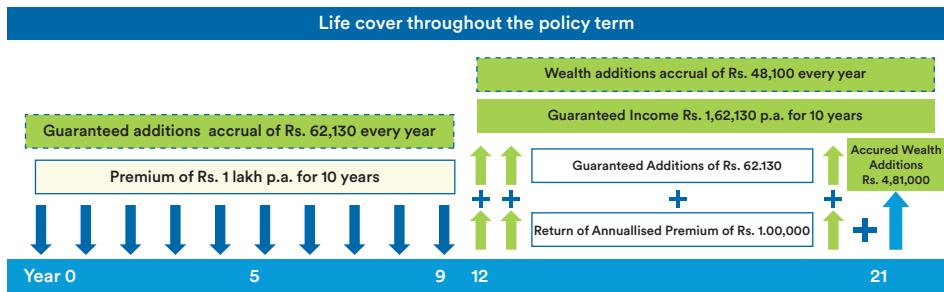 Life cover throughout the policy term
Wealth additions accrual of Rs. 48,100 every year
Guaranteed additions accrual of Rs. 62,130 every year
Guaranteed Income Rs. 1,62,130 p.a. for 10 years
Premium of Rs. 1 lakh p.a. for 10 years
Guaranteed Additions of Rs. 62.130
Accured Wealth
Additions
Rs. 4,81,000
+ + + +
Return of Annuallised Premium of Rs. 1.00,000
+
Year 0 5 9 12 21